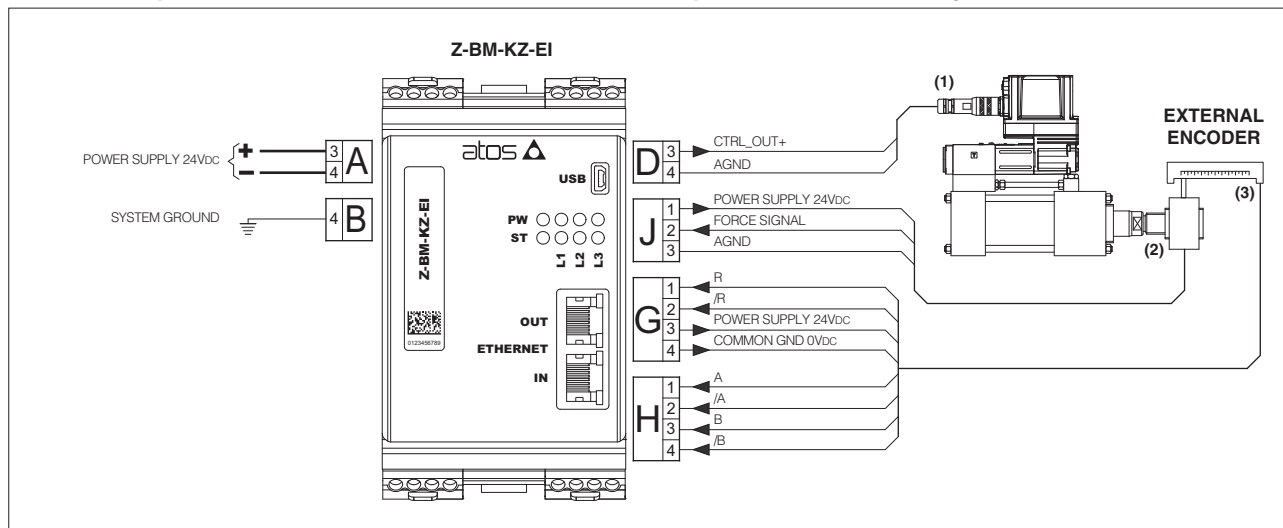 Z-BM-KZ-EI
POWER SUPPLY 24VDC
+
−
3
4
A
SYSTEM GROUND
4
B
atos
USB
PW
ST
L1
L2
L3
Z-BM-KZ-EI
0123456789
OUT
ETHERNET
IN
D
3
CTRL_OUT+
4
AGND
J
1
POWER SUPPLY 24VDC
2
FORCE SIGNAL
3
AGND
G
1
R
2
/R
3
POWER SUPPLY 24VDC
4
COMMON GND 0VDC
H
1
A
2
/A
3
B
4
/B
(1)
EXTERNAL
ENCODER
(3)
(2)